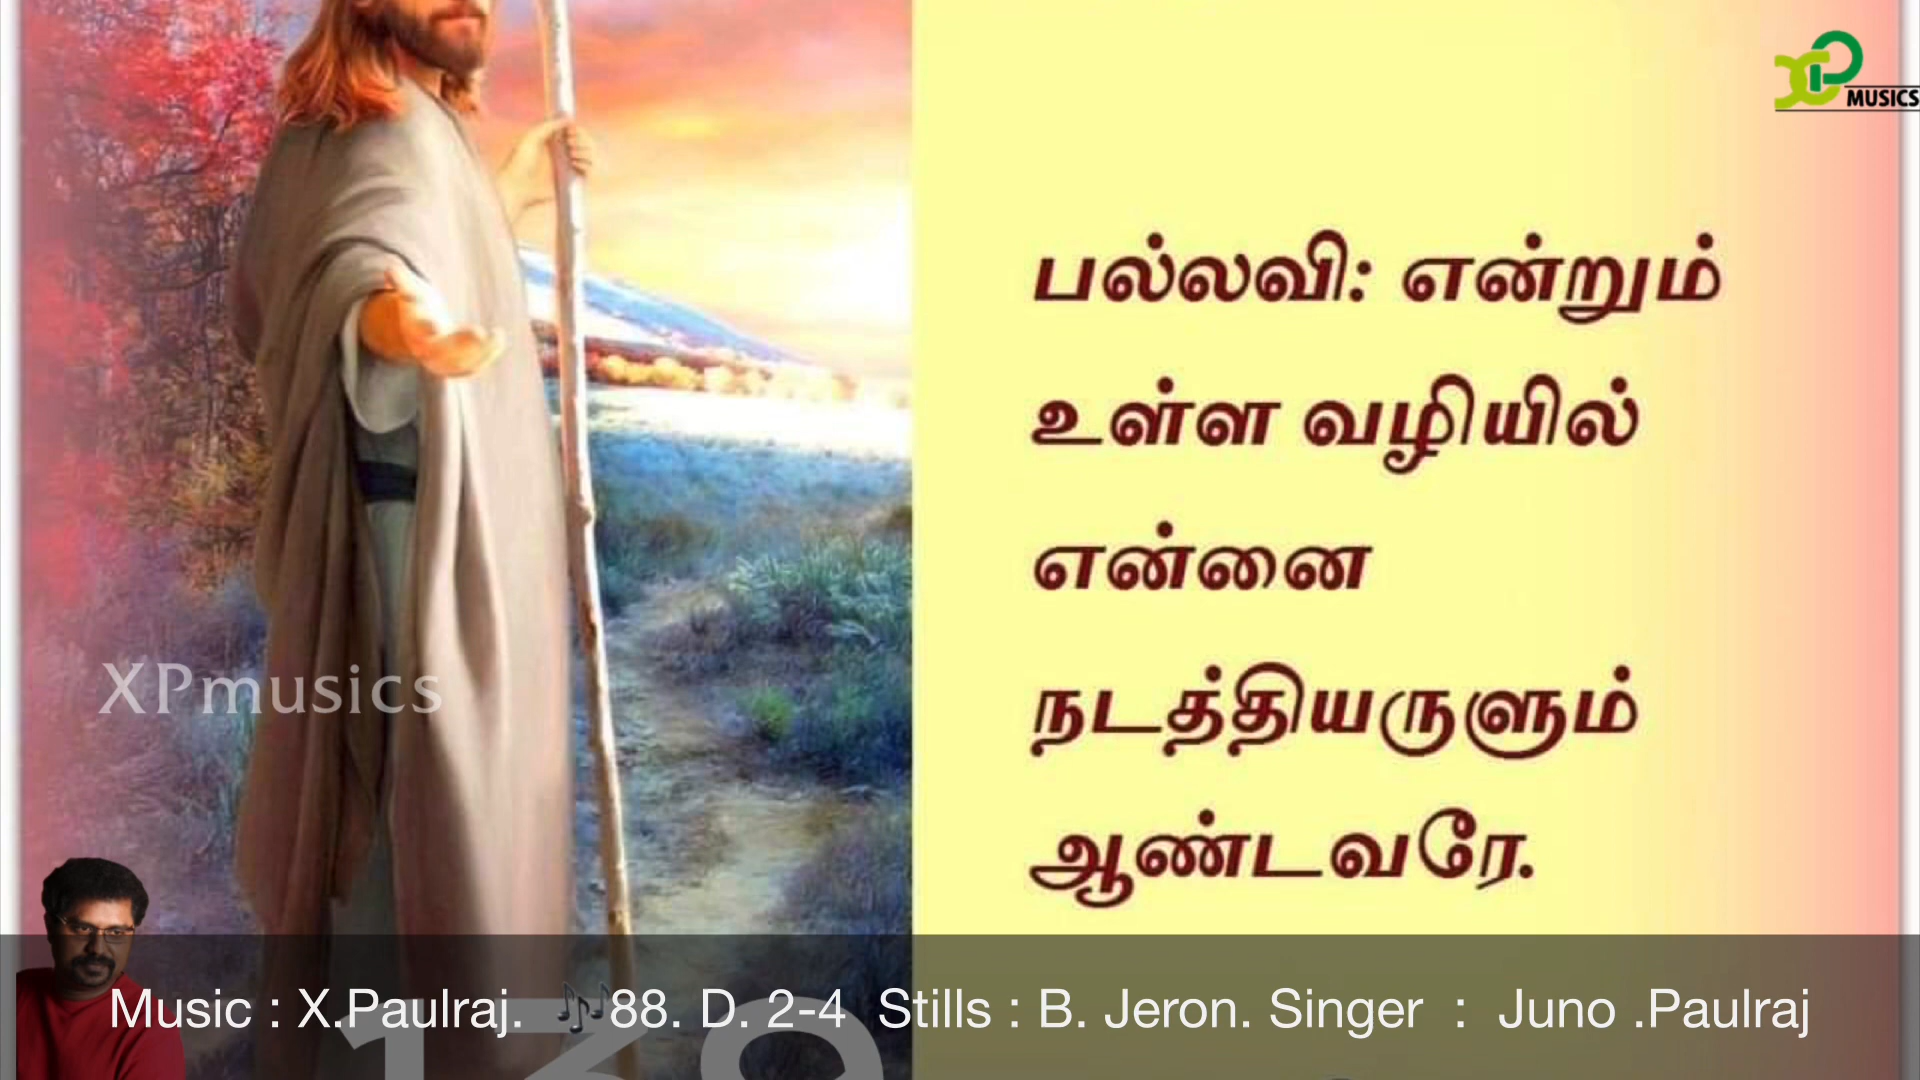 MUSICS
பல்லவி: என்றும்
உள்ள வழியில்
என்னை
நடத்தியருளும்
ஆண்டவரே.
XPmusics
Music : X.Paulraj. 🎶88. D. 2-4 Stills : B. Jeron. Singer : Juno .Paulraj